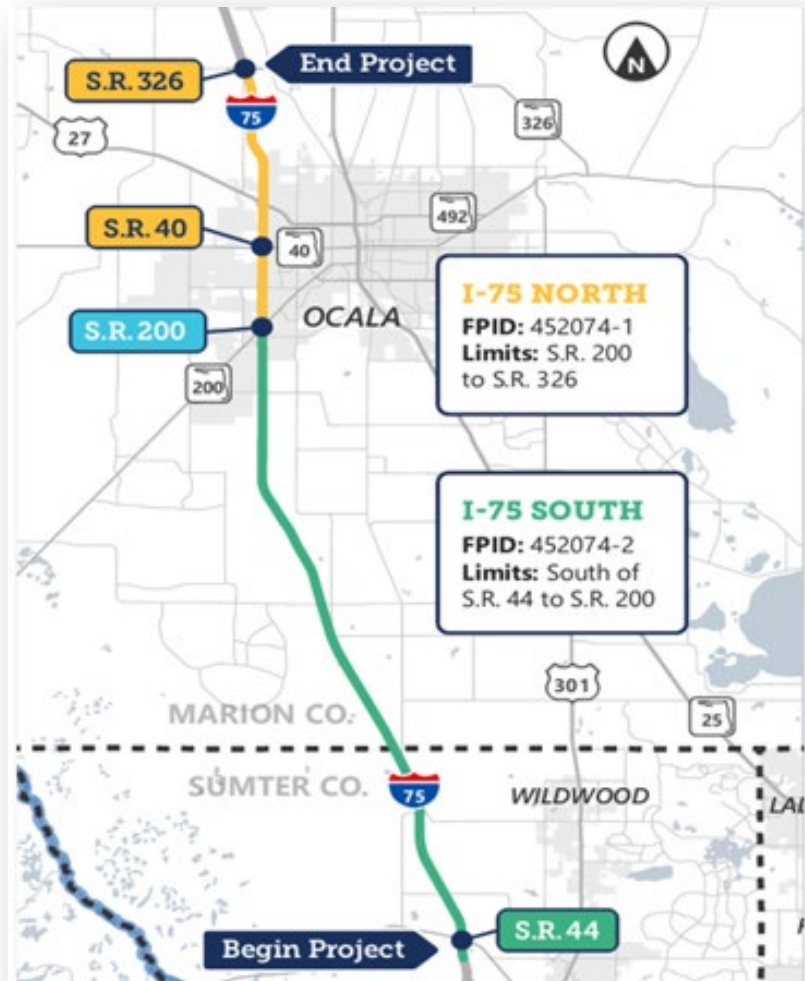 End Project
N
S.R. 326
75
27
326
S.R. 40
492
40
S.R. 200
OCALA
I-75 NORTH
FPID: 452074-1
Limits: S.R. 200
to S.R. 326
200
I-75 SOUTH
FPID: 452074-2
Limits: South of
S.R. 44 to S.R. 200
301
MARION CO.
25
SUMTER CO.
75
WILDWOOD
S.R. 44
Begin Project